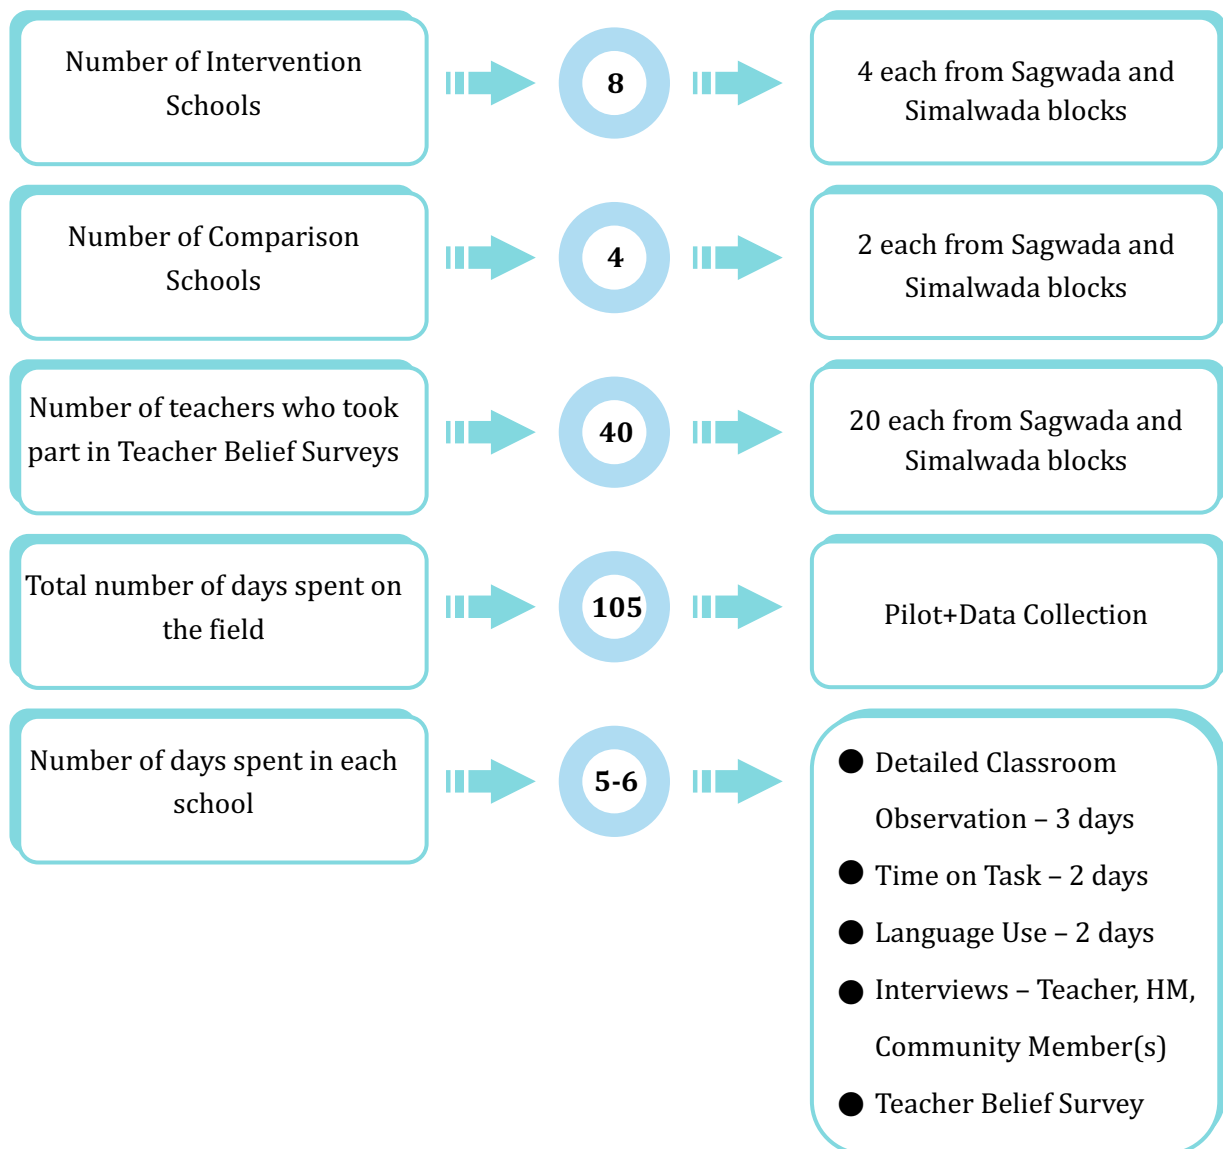 Number of Intervention
Schools
8
4 each from Sagwada and
Simalwada blocks
Number of Comparison
Schools
4
2 each from Sagwada and
Simalwada blocks
Number of teachers who took
part in Teacher Belief Surveys
40
20 each from Sagwada and
Simalwada blocks
Total number of days spent on
the field
105
Pilot+Data Collection
Number of days spent in each
school
5-6
● Detailed Classroom
Observation – 3 days
● Time on Task – 2 days
● Language Use – 2 days
● Interviews – Teacher, HM,
Community Member(s)
● Teacher Belief Survey